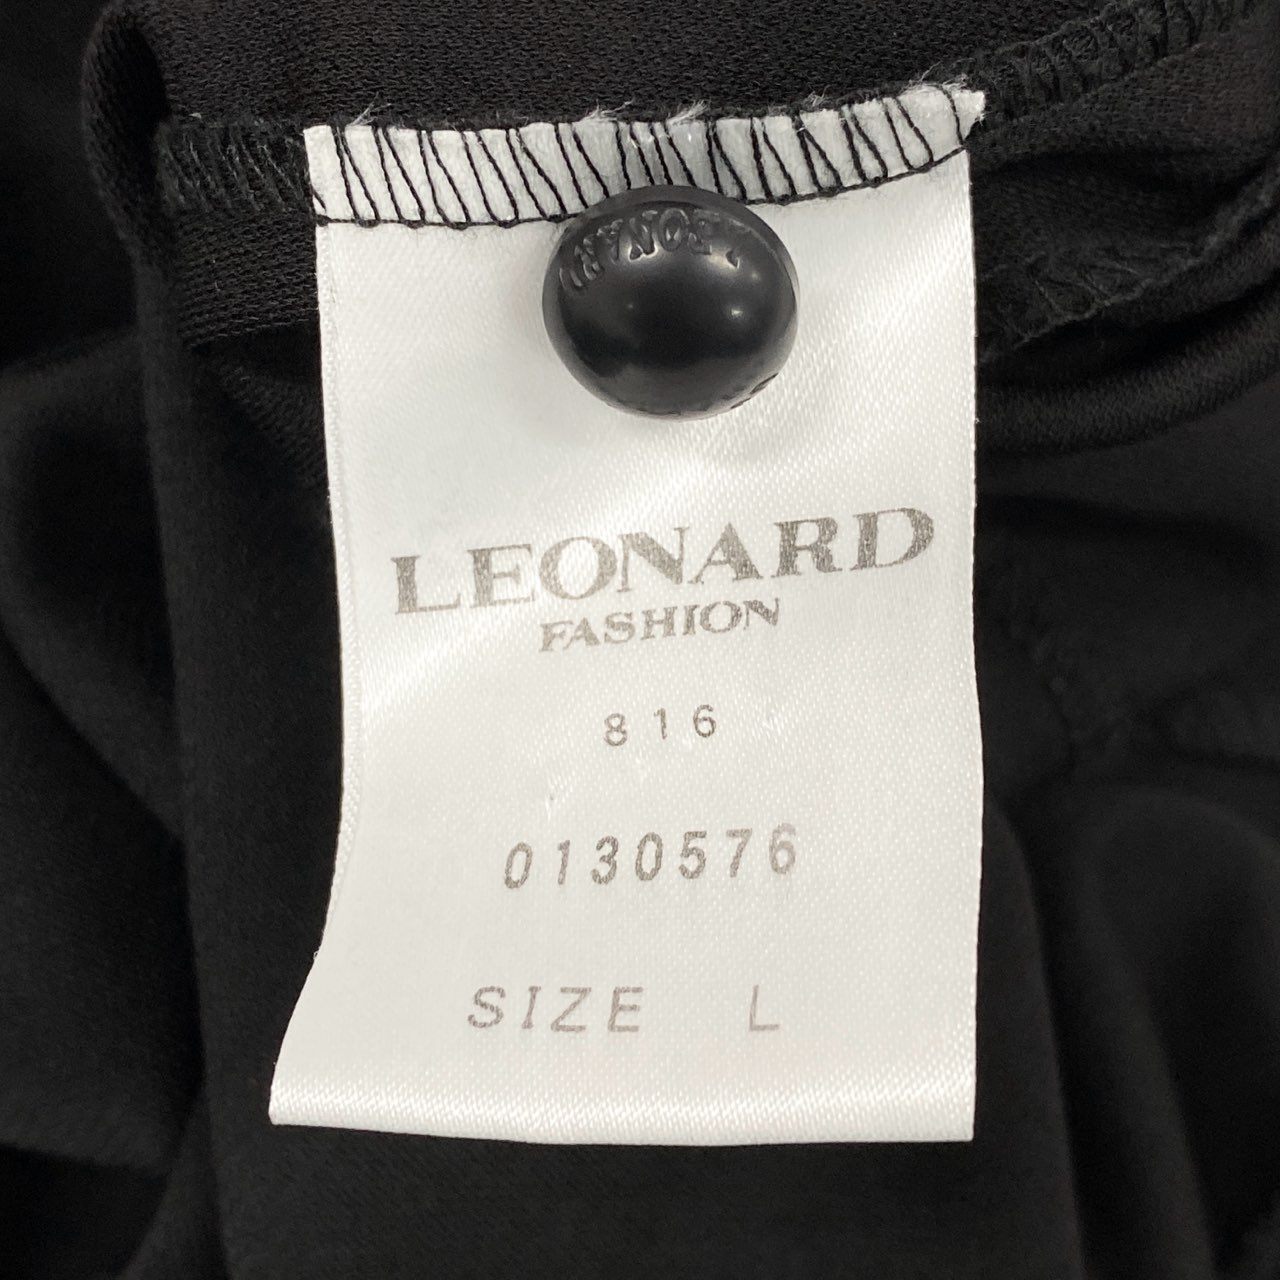 LEONARD
FASHION
816
0130576
SIZE L